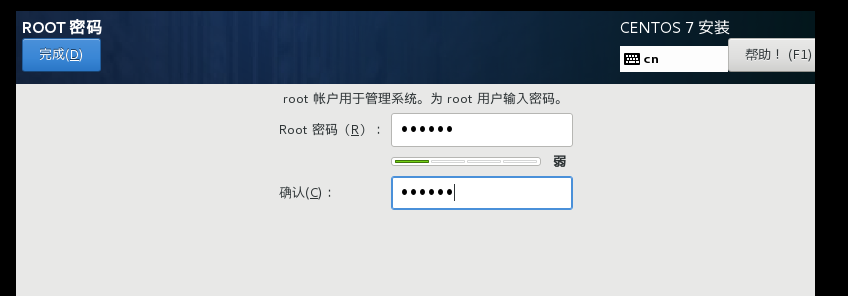 ROOT 密码
CENTOS 7 安装
完成(D)
cn
帮助！ (F1)
root 帐户用于管理系统。为 root 用户输入密码。
Root 密码（R）：
••••••
弱
确认(C)：
••••••